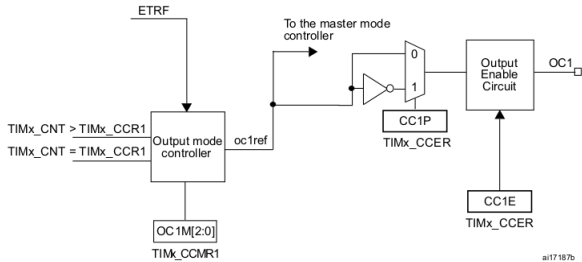 ETRF
To the master mode
controller
0
1
Output
Enable
Circuit
OC1
TIMx_CNT > TIMx_CCR1
TIMx_CNT = TIMx_CCR1
Output mode
controller
oc1ref
CC1P
TIMx_CCER
OC1M[2:0]
TIMx_CCMR1
CC1E
TIMx_CCER
ai17187b